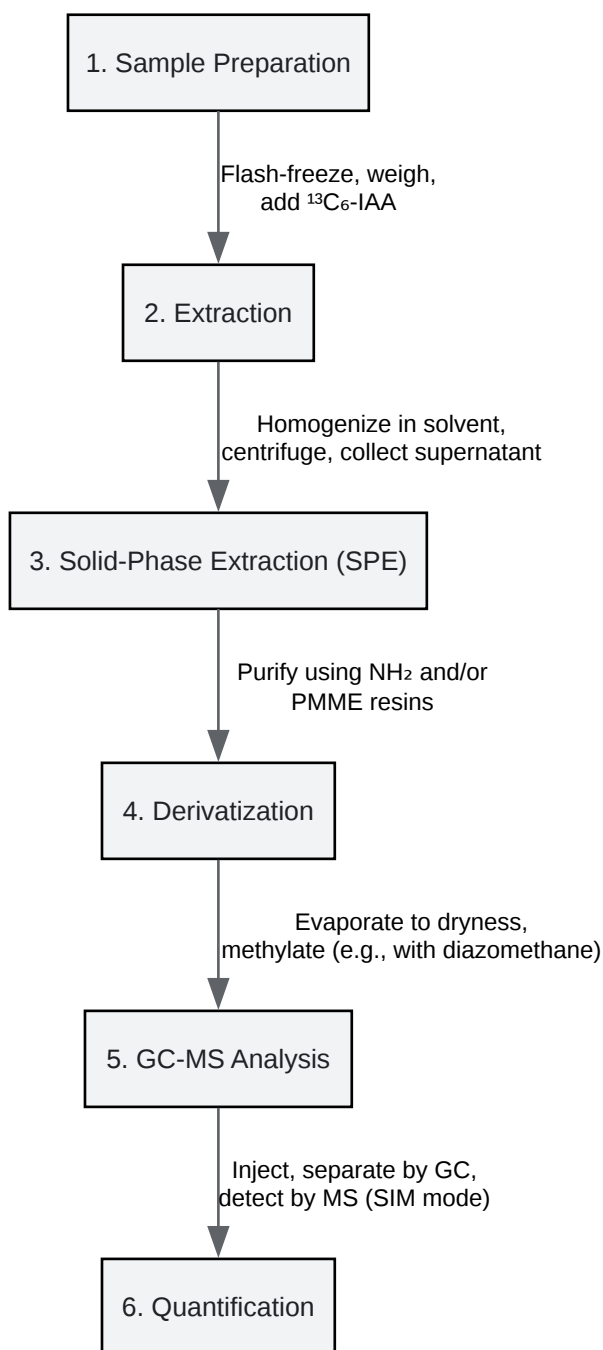 1. Sample Preparation
Flash-freeze, weigh,
add ¹³C₆-IAA
2. Extraction
Homogenize in solvent,
centrifuge, collect supernatant
3. Solid-Phase Extraction (SPE)
Purify using NH₂ and/or
PMME resins
4. Derivatization
Evaporate to dryness,
methylate (e.g., with diazomethane)
5. GC-MS Analysis
Inject, separate by GC,
detect by MS (SIM mode)
6. Quantification